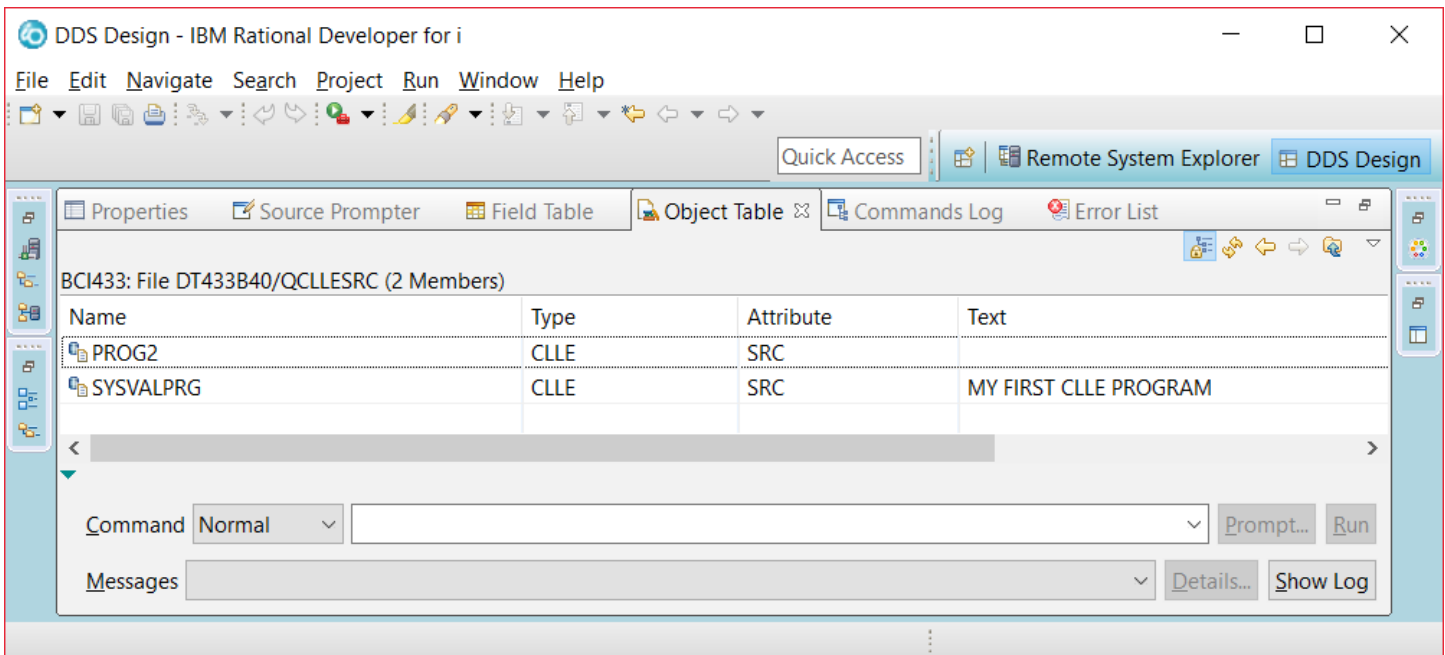 DDS Design - IBM Rational Developer for i
File Edit Navigate Search Project Run Window Help
Quick Access Remote System Explorer DDS Design
Properties Source Prompter Field Table Object Table Commands Log Error List
BCI433: File DT433B40/QCLLESRC (2 Members)
Name Type Attribute Text
PROG2 CLLE SRC
SYSVALPRG CLLE SRC MY FIRST CLLE PROGRAM
Command Normal Prompt... Run
Messages Details... Show Log